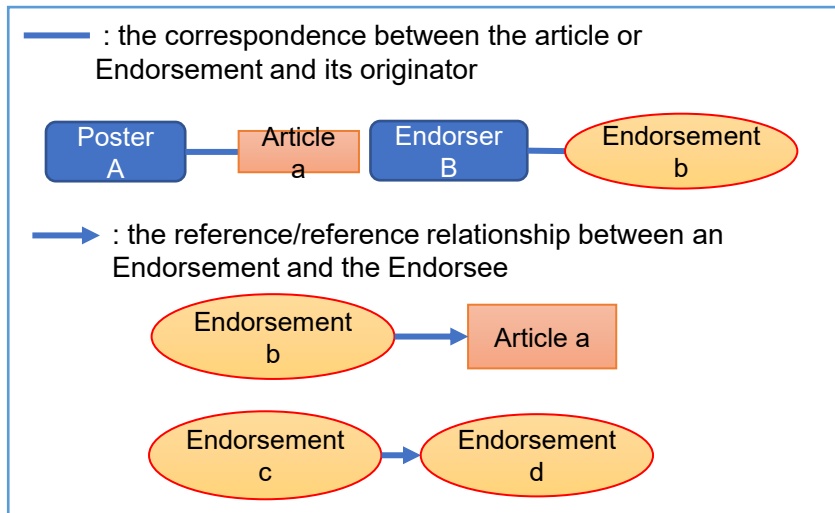 : the correspondence between the article or
Endorsement and its originator
Poster
A
Article
a
Endorser
B
Endorsement
b
: the reference/reference relationship between an
Endorsement and the Endorsee
Endorsement
b
Article a
Endorsement
c
Endorsement
d